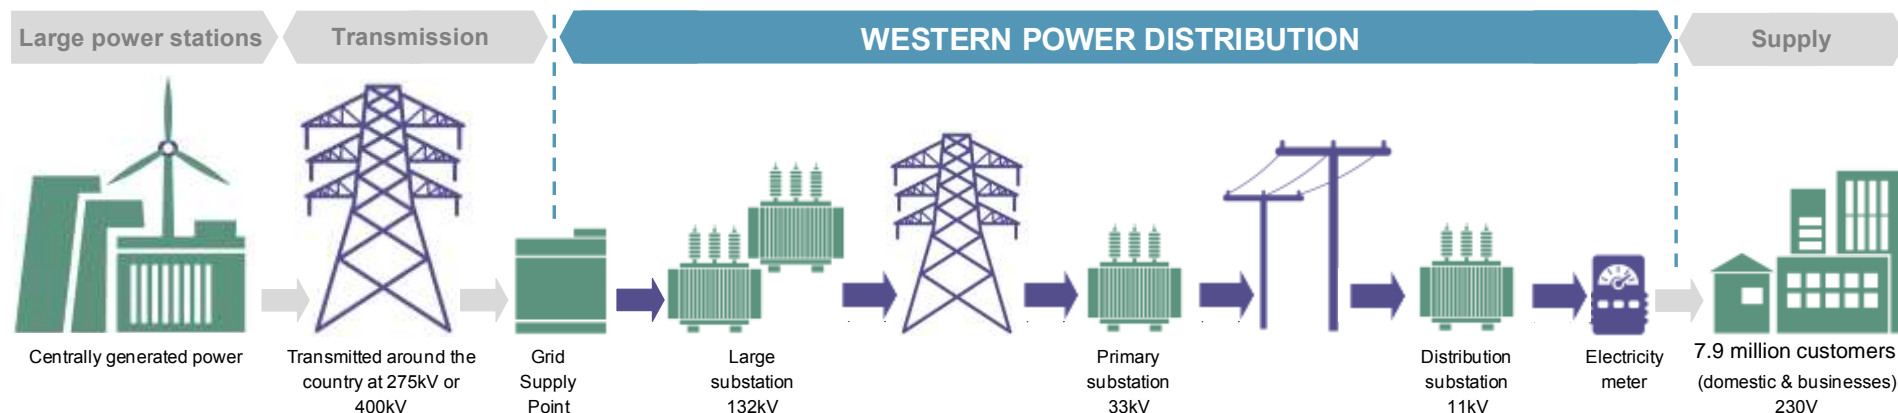 Large power stations
Transmission
WESTERN POWER DISTRIBUTION
Supply
Centrally generated power
Transmitted around the
country at 275kV or
400kV
Grid
Supply
Point
Large
substation
132kV
Primary
substation
33kV
Distribution
substation
11kV
Electricity
meter
7.9 million customers
(domestic & businesses)
230V